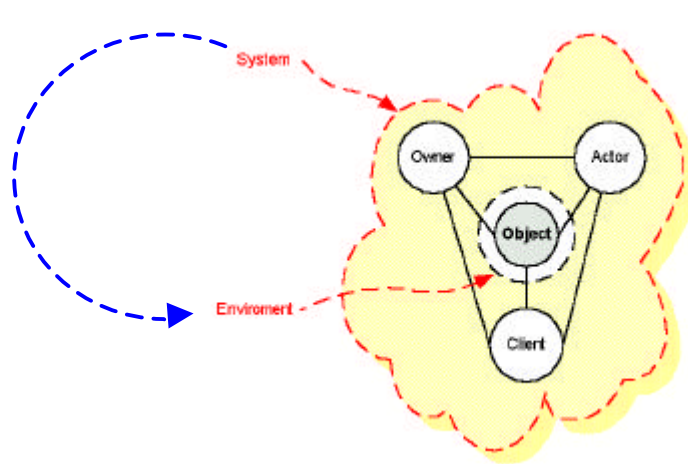 System
Owner
Actor
Object
Enviroment
Client